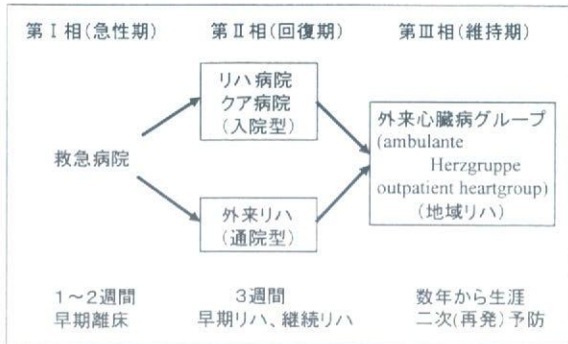 第Ⅰ相(急性期)
第Ⅱ相(回復期)
第Ⅲ相(維持期)
救急病院
リハ病院
クア病院
(入院型)
外来リハ
(通院型)
外来心臓病グループ
(ambulante
Herzgruppe
outpatient heartgroup)
(地域リハ)
1~2週間
早期離床
3週間
早期リハ、継続リハ
数年から生涯
二次(再発)予防